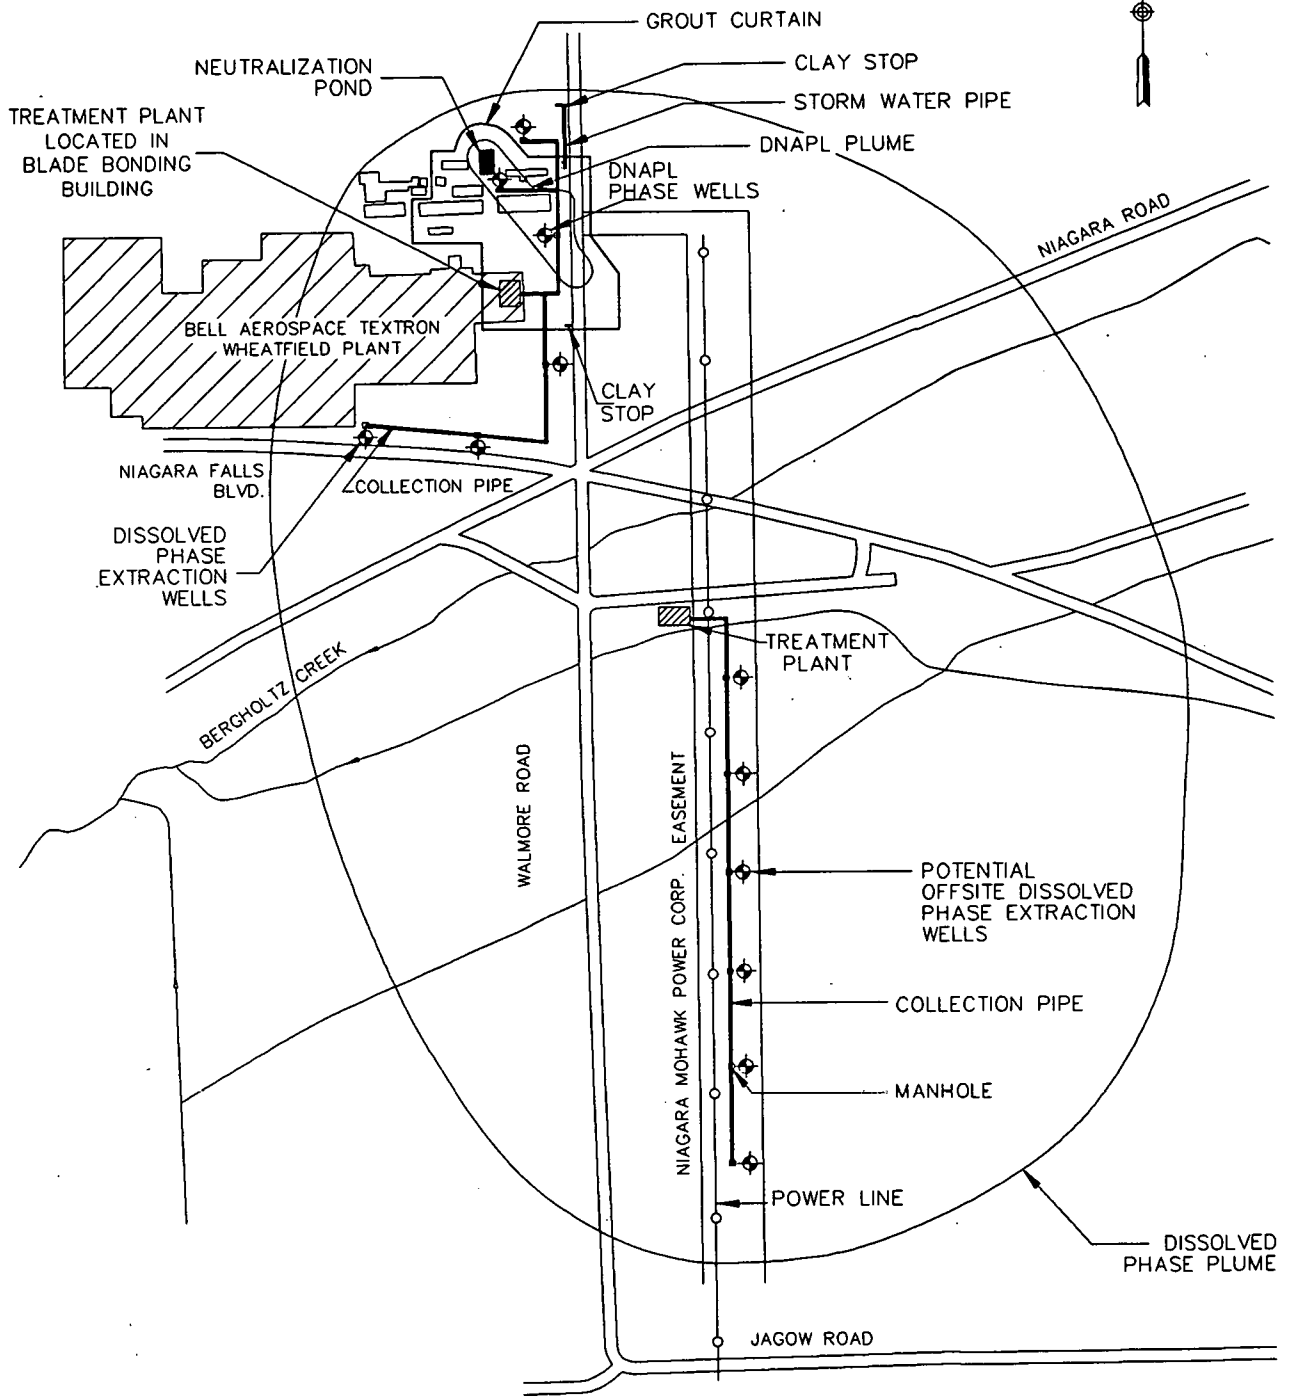 GROUT CURTAIN
NEUTRALIZATION
POND
CLAY STOP
STORM WATER PIPE
TREATMENT PLANT
LOCATED IN
BLADE BONDING
BUILDING
DNAPL PLUME
DNAPL
PHASE WELLS
NIAGARA ROAD
BELL AEROSPACE TEXTRON
WHEATFIELD PLANT
CLAY
STOP
NIAGARA FALLS
BLVD.
COLLECTION PIPE
DISSOLVED
PHASE
EXTRACTION
WELLS
TREATMENT
PLANT
BERGHOLTZ CREEK
WALMORE ROAD
NIAGARA MOHAWK POWER CORP. EASEMENT
POTENTIAL
OFFSITE DISSOLVED
PHASE EXTRACTION
WELLS
COLLECTION PIPE
MANHOLE
POWER LINE
DISSOLVED
PHASE PLUME
JAGOW ROAD